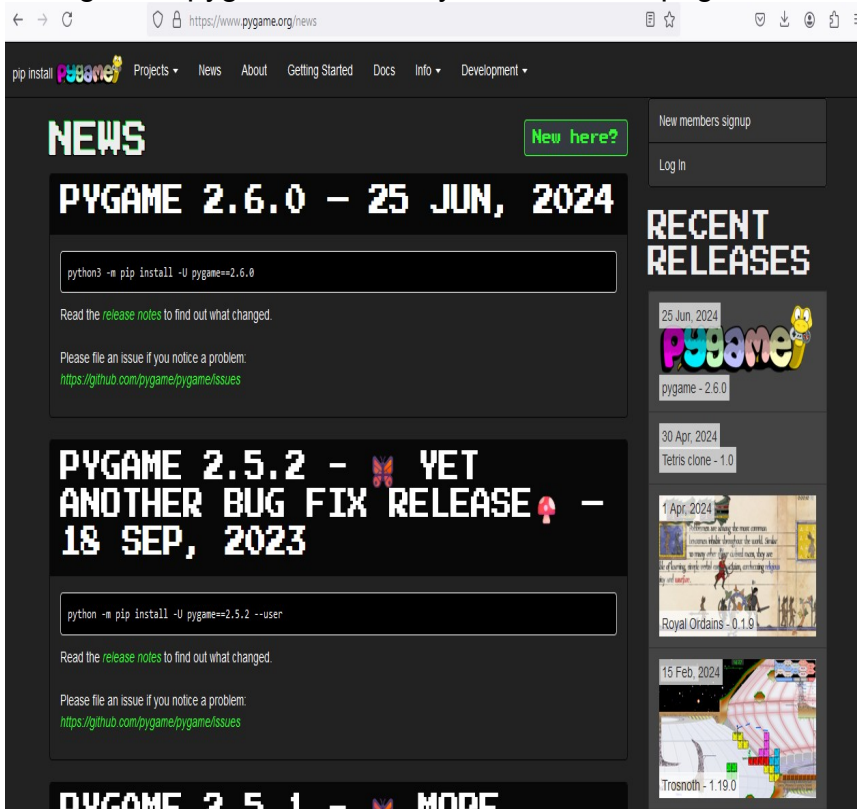 https://www.pygame.org/news
pip install pygame Projects News About Getting Started Docs Info Development
NEWS
New here?
PYGAME 2.6.0 — 25 JUN, 2024
python3 -m pip install -U pygame==2.6.0
Read the release notes to find out what changed.
Please file an issue if you notice a problem:
https://github.com/pygame/pygame/issues
PYGAME 2.5.2 - 🦋 YET
ANOTHER BUG FIX RELEASE🍄 —
18 SEP, 2023
python -m pip install -U pygame==2.5.2 --user
Read the release notes to find out what changed.
Please file an issue if you notice a problem:
https://github.com/pygame/pygame/issues
PYGAME 2.5.1 - 🦋 MORE
New members signup
Log In
RECENT
RELEASES
25 Jun, 2024
pygame
pygame - 2.6.0
30 Apr, 2024
Tetris clone - 1.0
1 Apr, 2024
Royal Ordains - 0.1.9
15 Feb, 2024
Trosnoth - 1.19.0